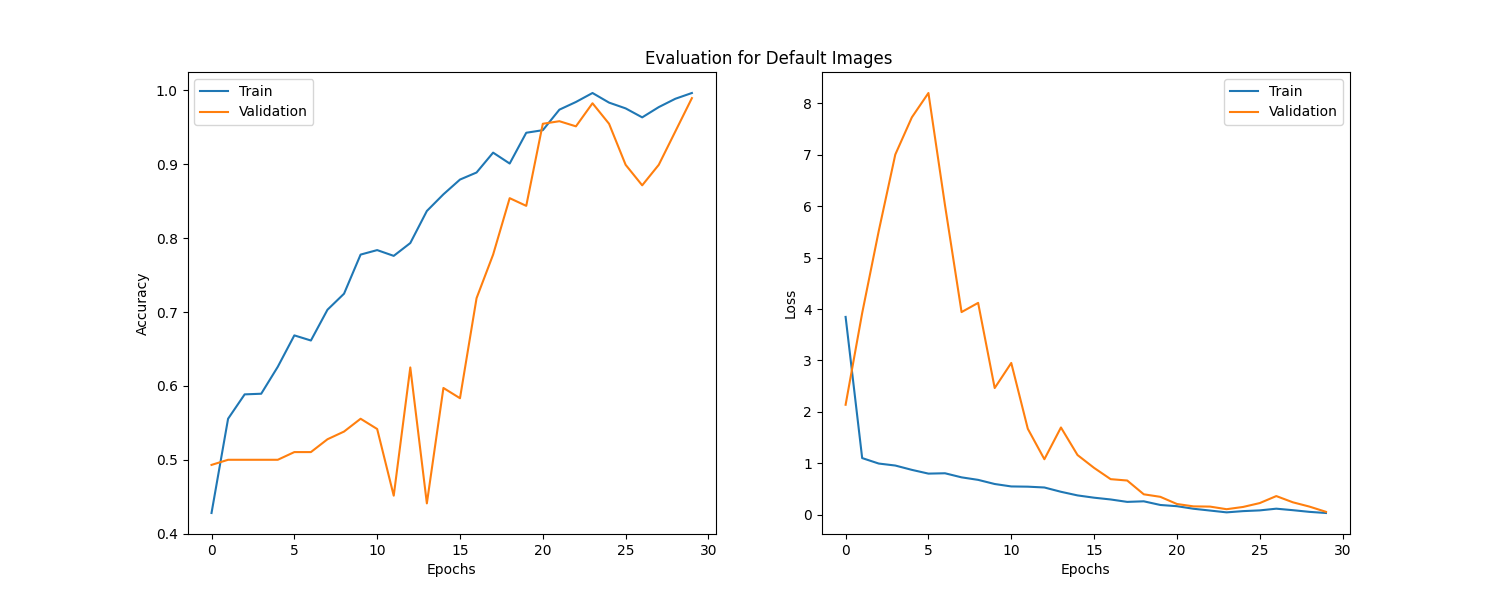 Evaluation for Default Images
Train
Validation
1.0
0.9
0.8
0.7
0.6
0.5
0.4
Accuracy
0 5 10 15 20 25 30
Epochs
Train
Validation
8
7
6
5
4
3
2
1
0
Loss
0 5 10 15 20 25 30
Epochs